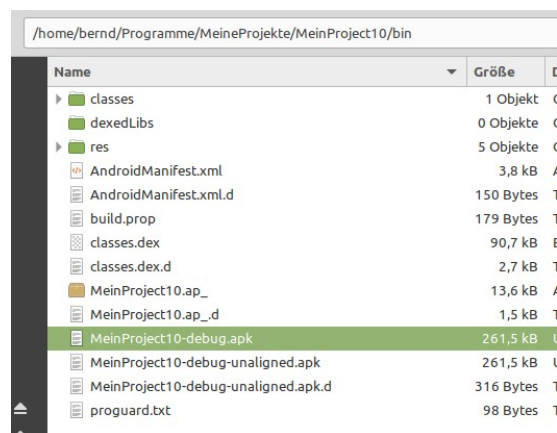 /home/bernd/Programme/MeineProjekte/MeinProject10/bin
Name Größe
classes 1 Objekt
dexedLibs 0 Objekte
res 5 Objekte
AndroidManifest.xml 3,8 kB
AndroidManifest.xml.d 150 Bytes
build.prop 179 Bytes
classes.dex 90,7 kB
classes.dex.d 2,7 kB
MeinProject10.ap_ 13,6 kB
MeinProject10.ap_.d 1,5 kB
MeinProject10-debug.apk 261,5 kB
MeinProject10-debug-unaligned.apk 261,5 kB
MeinProject10-debug-unaligned.apk.d 316 Bytes
proguard.txt 98 Bytes